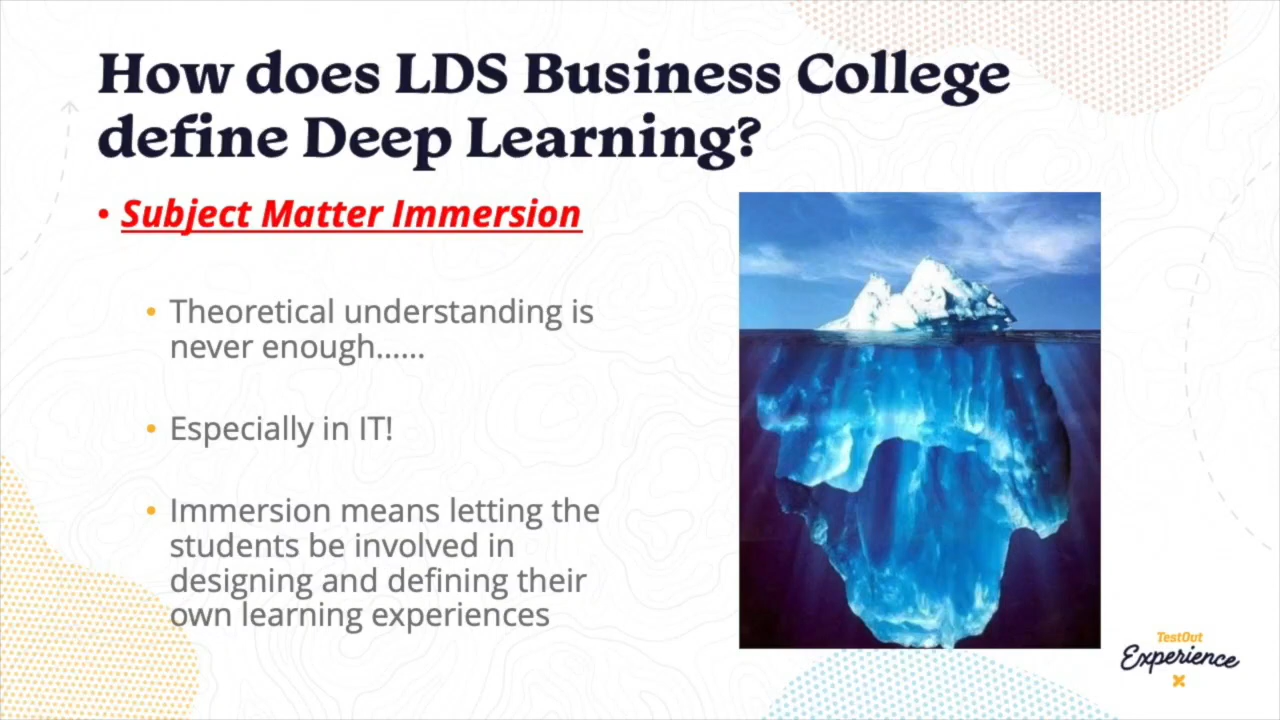 How does LDS Business College
define Deep Learning?
• Subject Matter Immersion
• Theoretical understanding is
never enough......
• Especially in IT!
• Immersion means letting the
students be involved in
designing and defining their
own learning experiences
TestOut
Experience